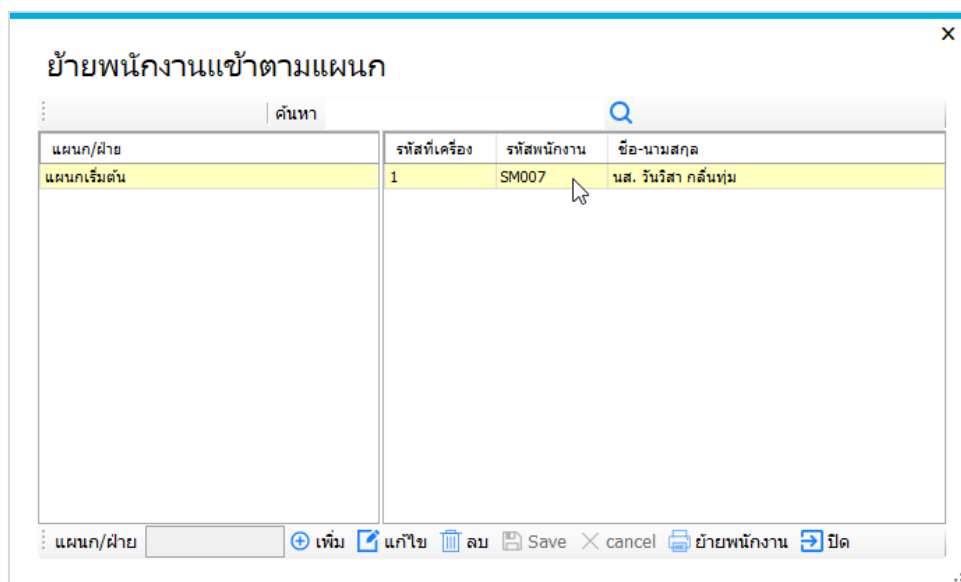 ย้ายพนักงานเเข้าตามแผนก
ค้นหา
แผนก/ฝ่าย รหัสที่เครื่อง รหัสพนักงาน ชื่อ-นามสกุล
แผนกเริ่มต้น 1 SM007 นส. วันวิสา กลิ่นทุ่ม
แผนก/ฝ่าย เพิ่ม แก้ไข ลบ Save cancel ย้ายพนักงาน ปิด